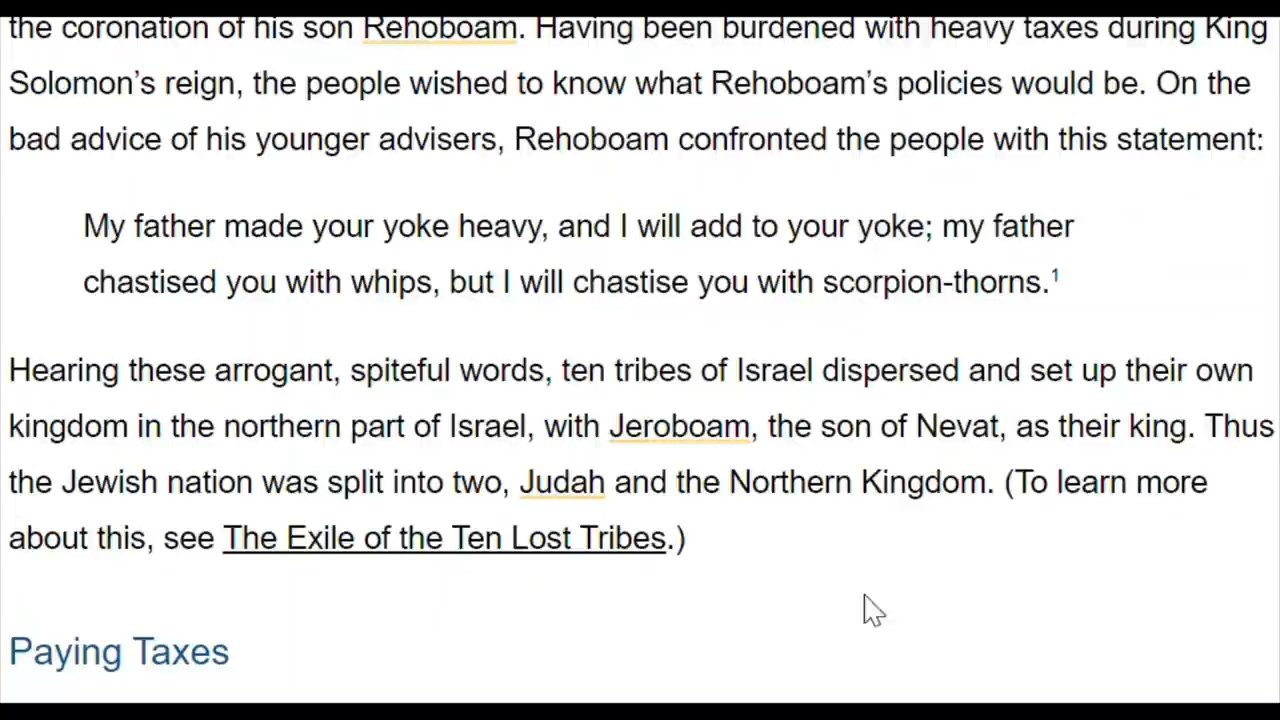 the coronation of his son Rehoboam. Having been burdened with heavy taxes during King
Solomon’s reign, the people wished to know what Rehoboam’s policies would be. On the
bad advice of his younger advisers, Rehoboam confronted the people with this statement:
My father made your yoke heavy, and I will add to your yoke; my father
chastised you with whips, but I will chastise you with scorpion-thorns.¹
Hearing these arrogant, spiteful words, ten tribes of Israel dispersed and set up their own
kingdom in the northern part of Israel, with Jeroboam, the son of Nevat, as their king. Thus
the Jewish nation was split into two, Judah and the Northern Kingdom. (To learn more
about this, see The Exile of the Ten Lost Tribes.)
Paying Taxes